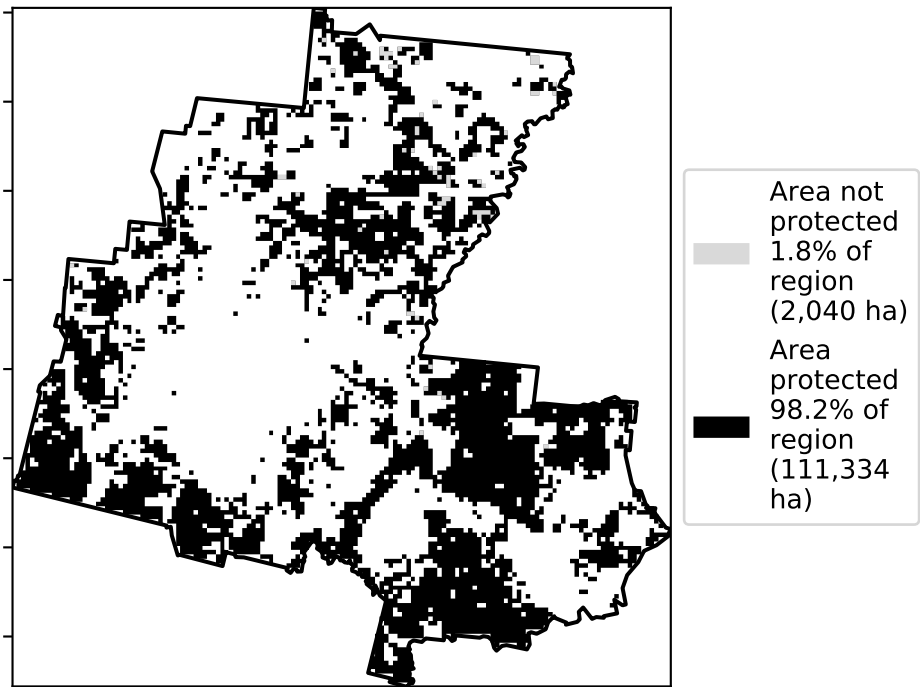 Area not
protected
1.8% of
region
(2,040 ha)
Area
protected
98.2% of
region
(111,334
ha)